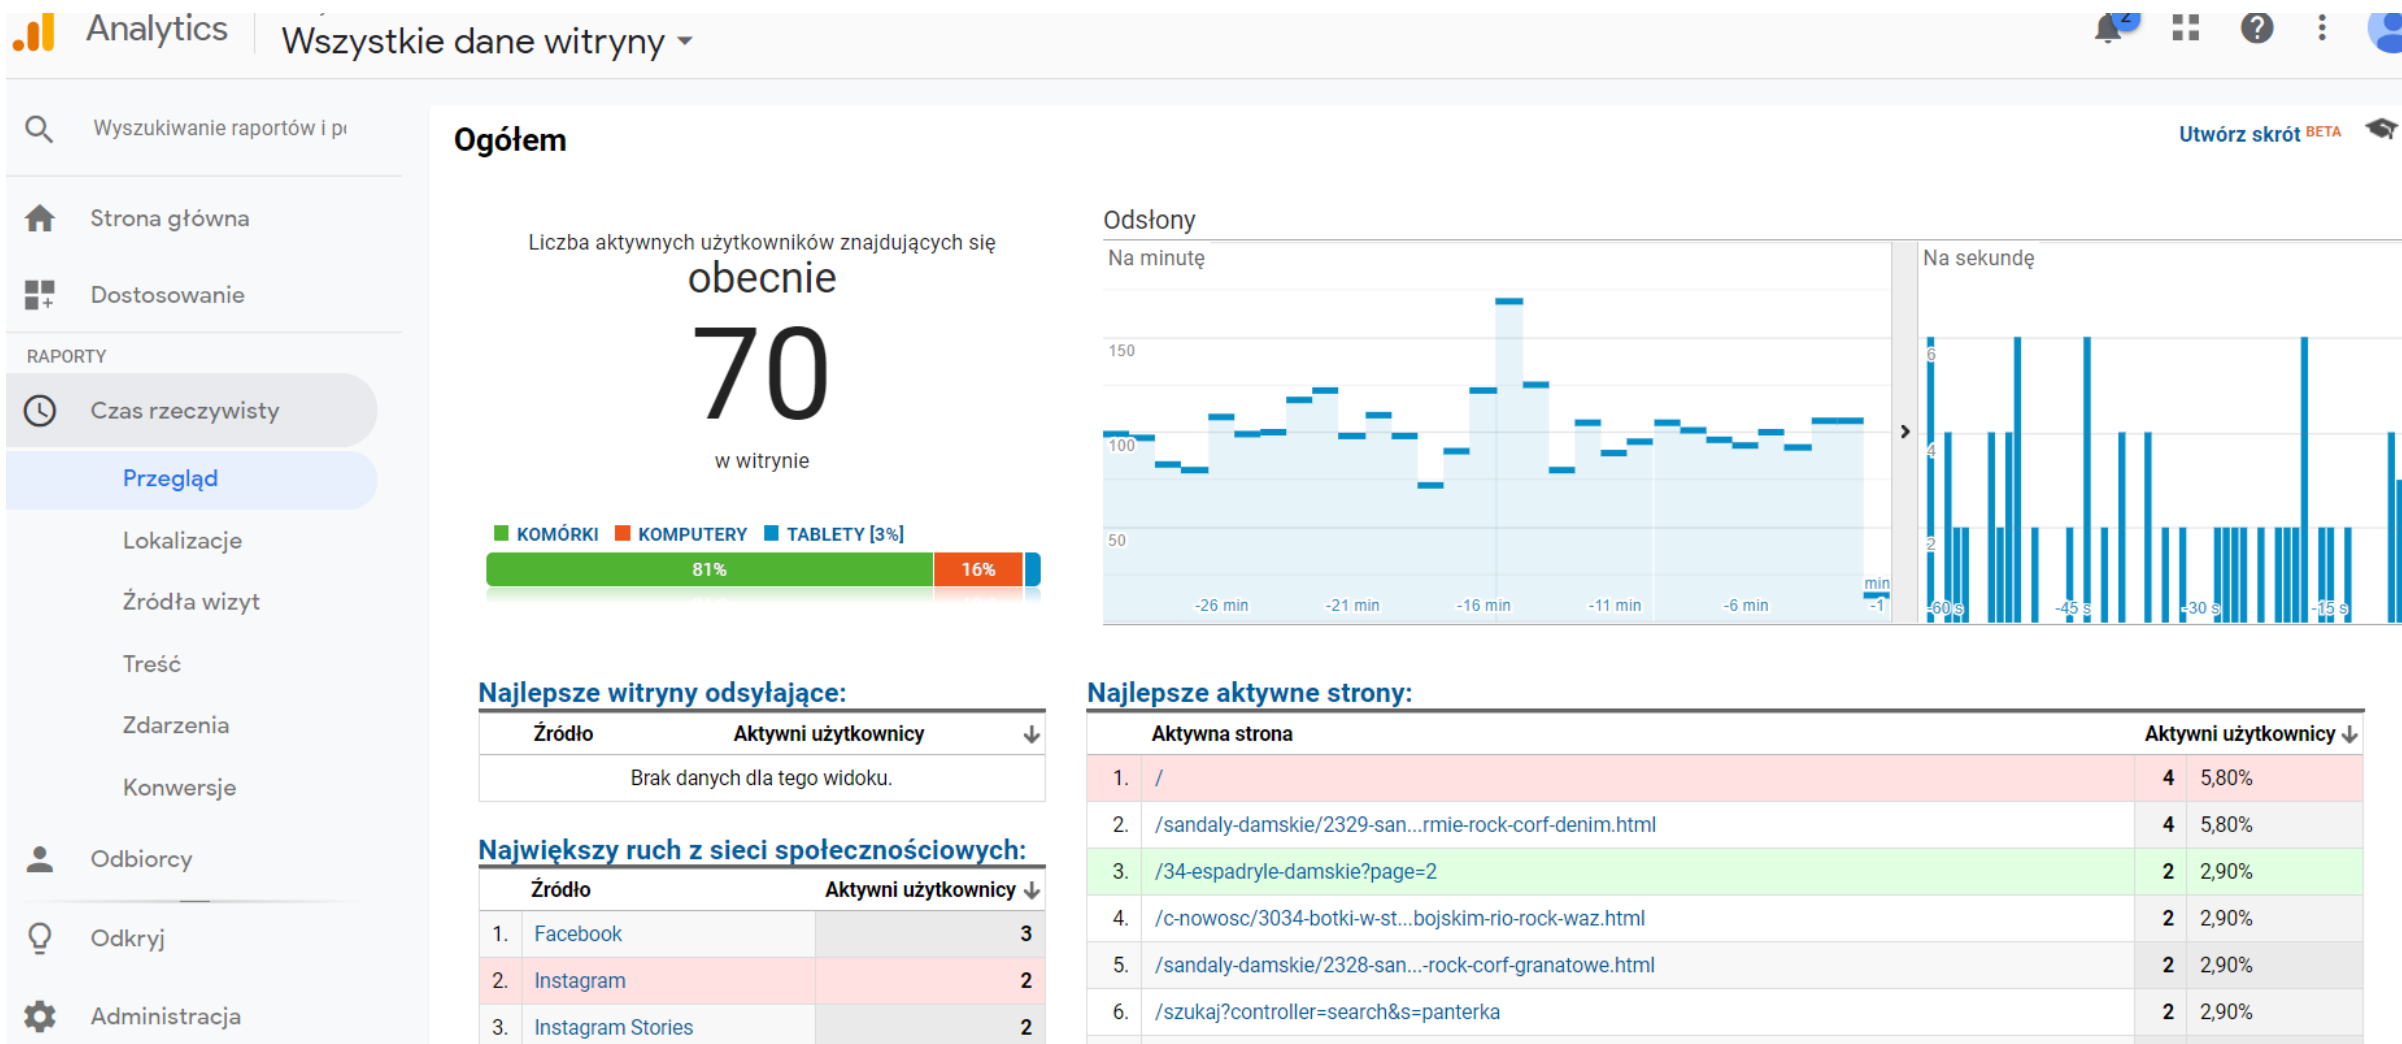 Analytics
Wszystkie dane witryny
2
Wyszukiwanie raportów i
Strona główna
Dostosowanie
RAPORTY
Czas rzeczywisty
Przegląd
Lokalizacje
Źródła wizyt
Treść
Zdarzenia
Konwersje
Odbiorcy
Odkryj
Administracja
Ogółem
Utwórz skrót BETA
Liczba aktywnych użytkowników znajdujących się
obecnie
70
w witrynie
KOMÓRKI KOMPUTERY TABLETY [3%]
81% 16%
Odsłony
Na minutę
150
100
50
-26 min -21 min -16 min -11 min -6 min
min
-1
Na sekundę
6
4
2
-60 s -45 s -30 s -15 s
Najlepsze witryny odsyłające:
Źródło Aktywni użytkownicy
Brak danych dla tego widoku.
Największy ruch z sieci społecznościowych:
Źródło Aktywni użytkownicy
1. Facebook 3
2. Instagram 2
3. Instagram Stories 2
Najlepsze aktywne strony:
Aktywna strona Aktywni użytkownicy
1. / 4 5,80%
2. /sandaly-damskie/2329-san...rmie-rock-corf-denim.html 4 5,80%
3. /34-espadryle-damskie?page=2 2 2,90%
4. /c-nowosc/3034-botki-w-st...bojskim-rio-rock-waz.html 2 2,90%
5. /sandaly-damskie/2328-san...-rock-corf-granatowe.html 2 2,90%
6. /szukaj?controller=search&s=panterka 2 2,90%